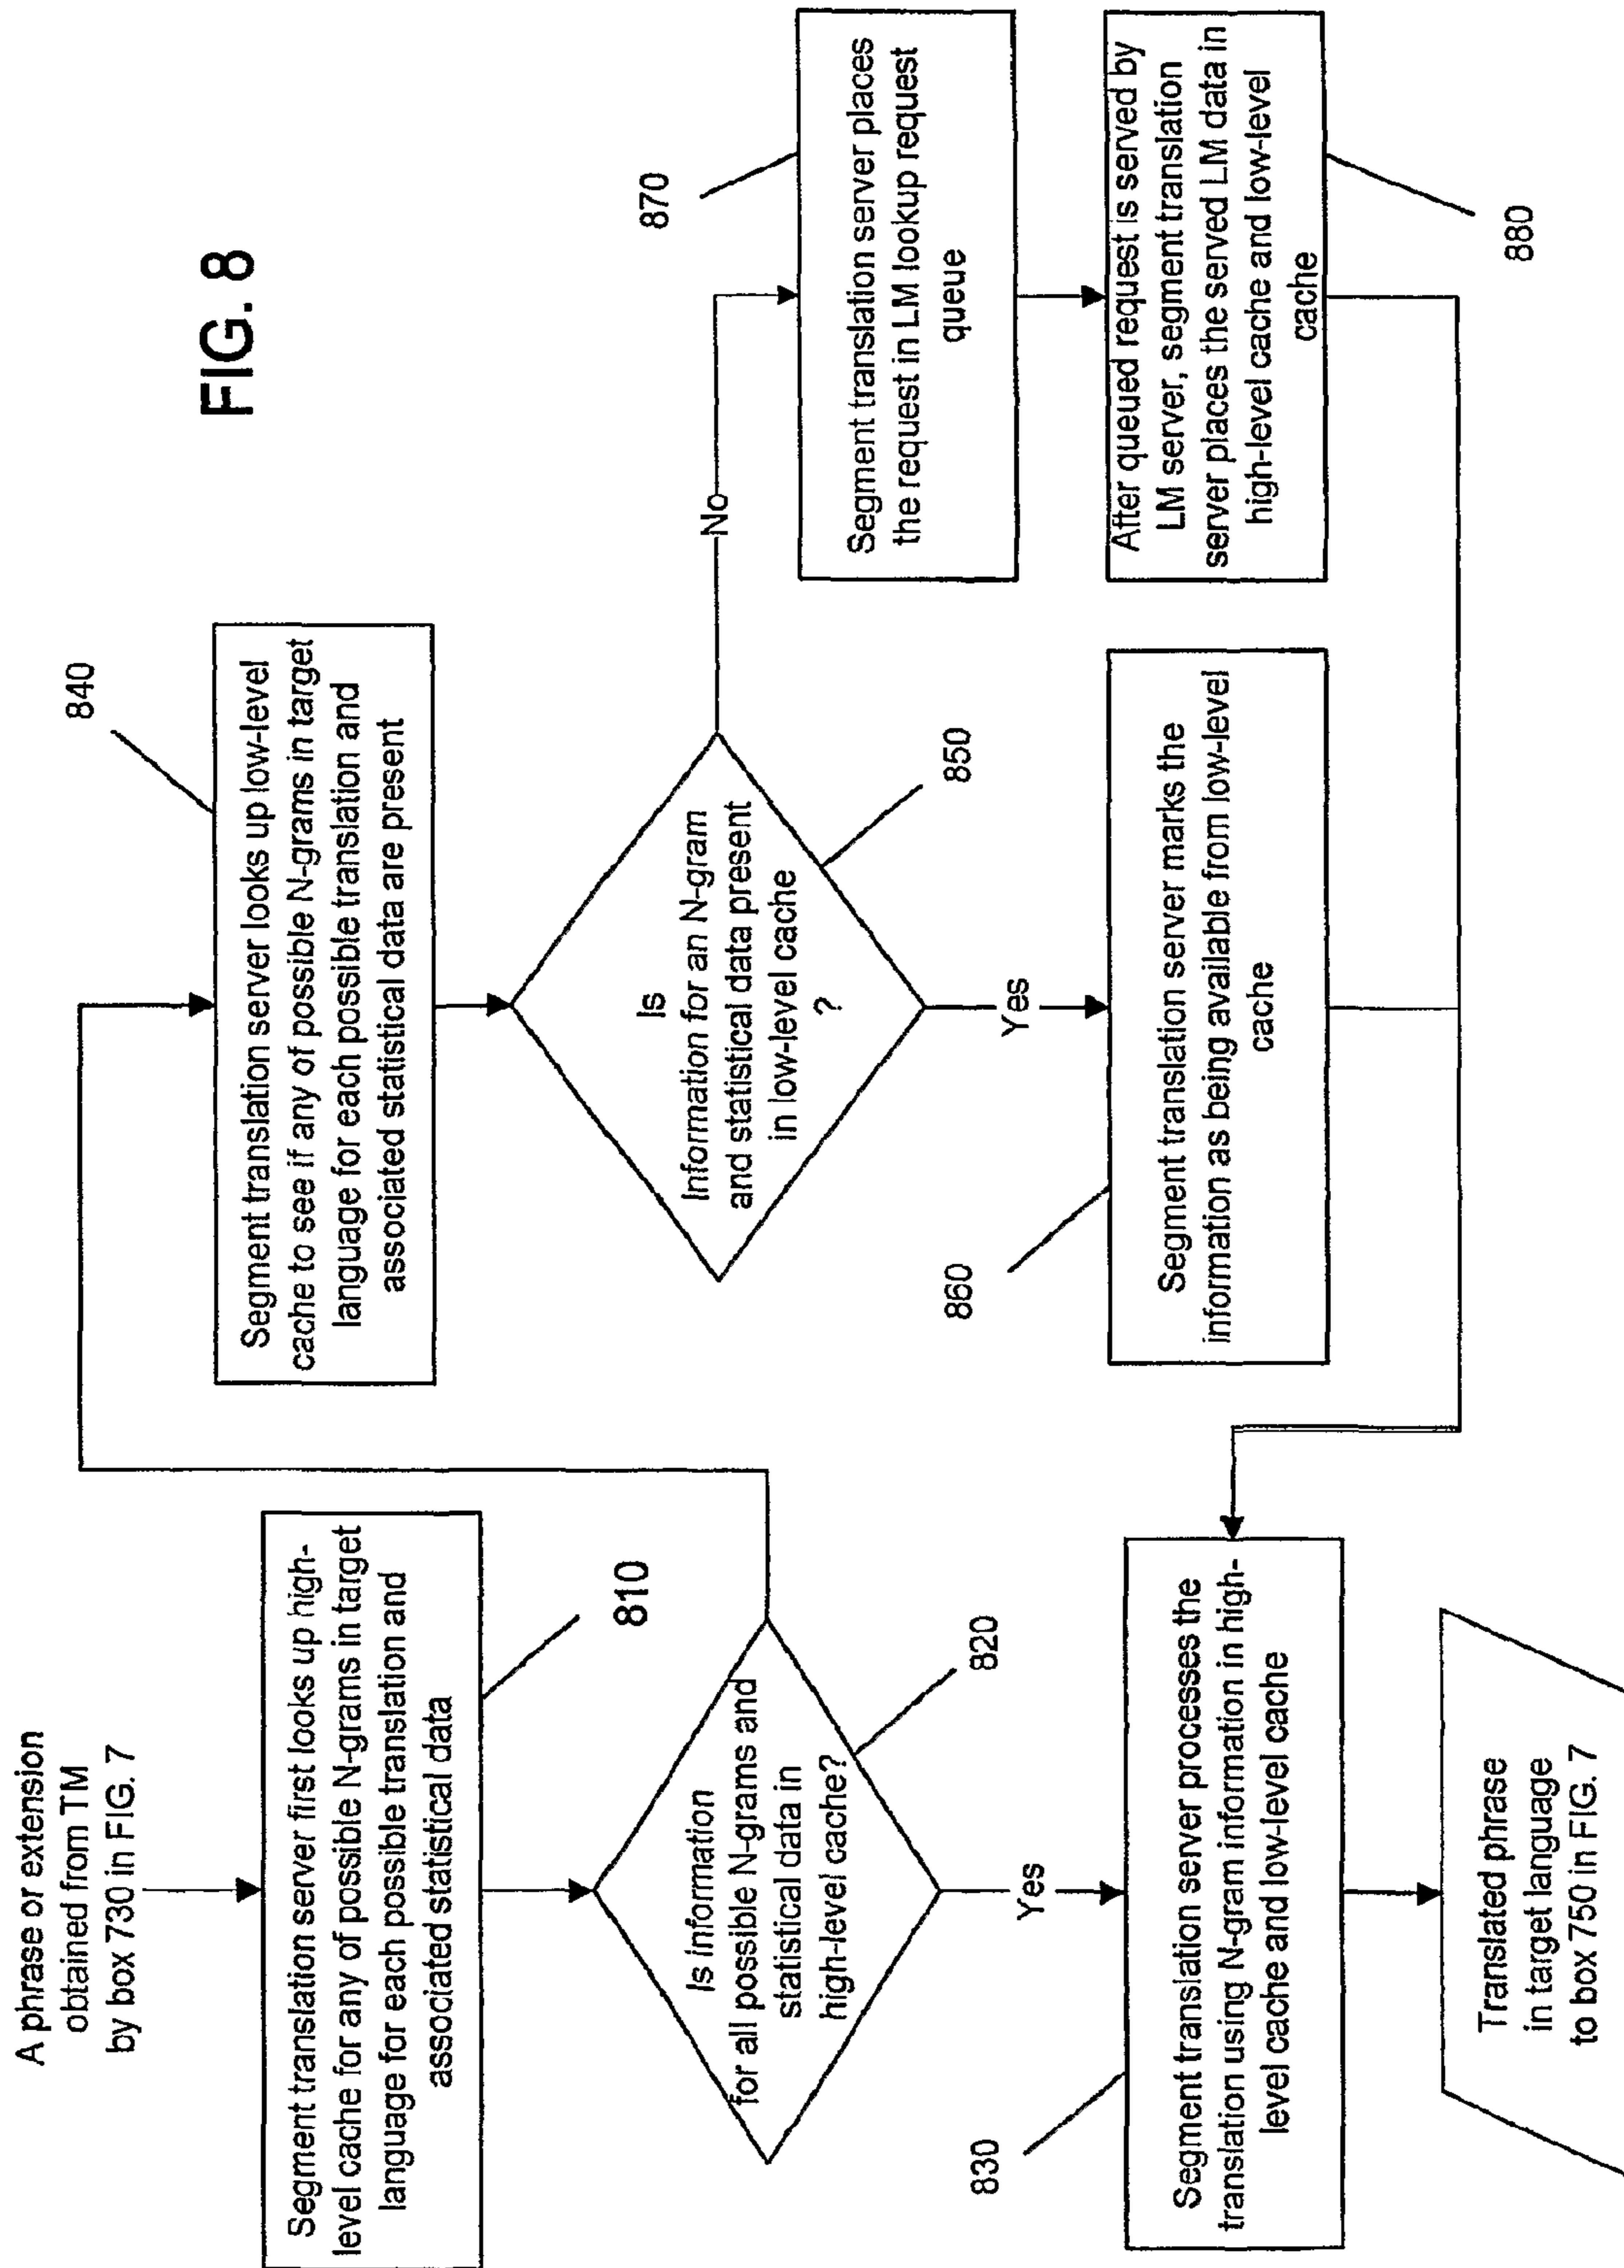 FIG. 8
A phrase or extension
obtained from TM
by box 730 in FIG. 7
Segment translation server first looks up high-
level cache for any of possible N-grams in target
language for each possible translation and
associated statistical data
810
Is information
for all possible N-grams and
statistical data in
high-level cache?
820
Yes
830
Segment translation server processes the
translation using N-gram information in high-
level cache and low-level cache
Translated phrase
in target language
to box 750 in FIG. 7
840
Segment translation server looks up low-level
cache to see if any of possible N-grams in target
language for each possible translation and
associated statistical data are present
Is
Information for an N-gram
and statistical data present
in low-level cache
?
850
Yes
No
860
Segment translation server marks the
information as being available from low-level
cache
870
Segment translation server places
the request in LM lookup request
queue
After queued request is served by
LM server, segment translation
server places the served LM data in
high-level cache and low-level
cache
880